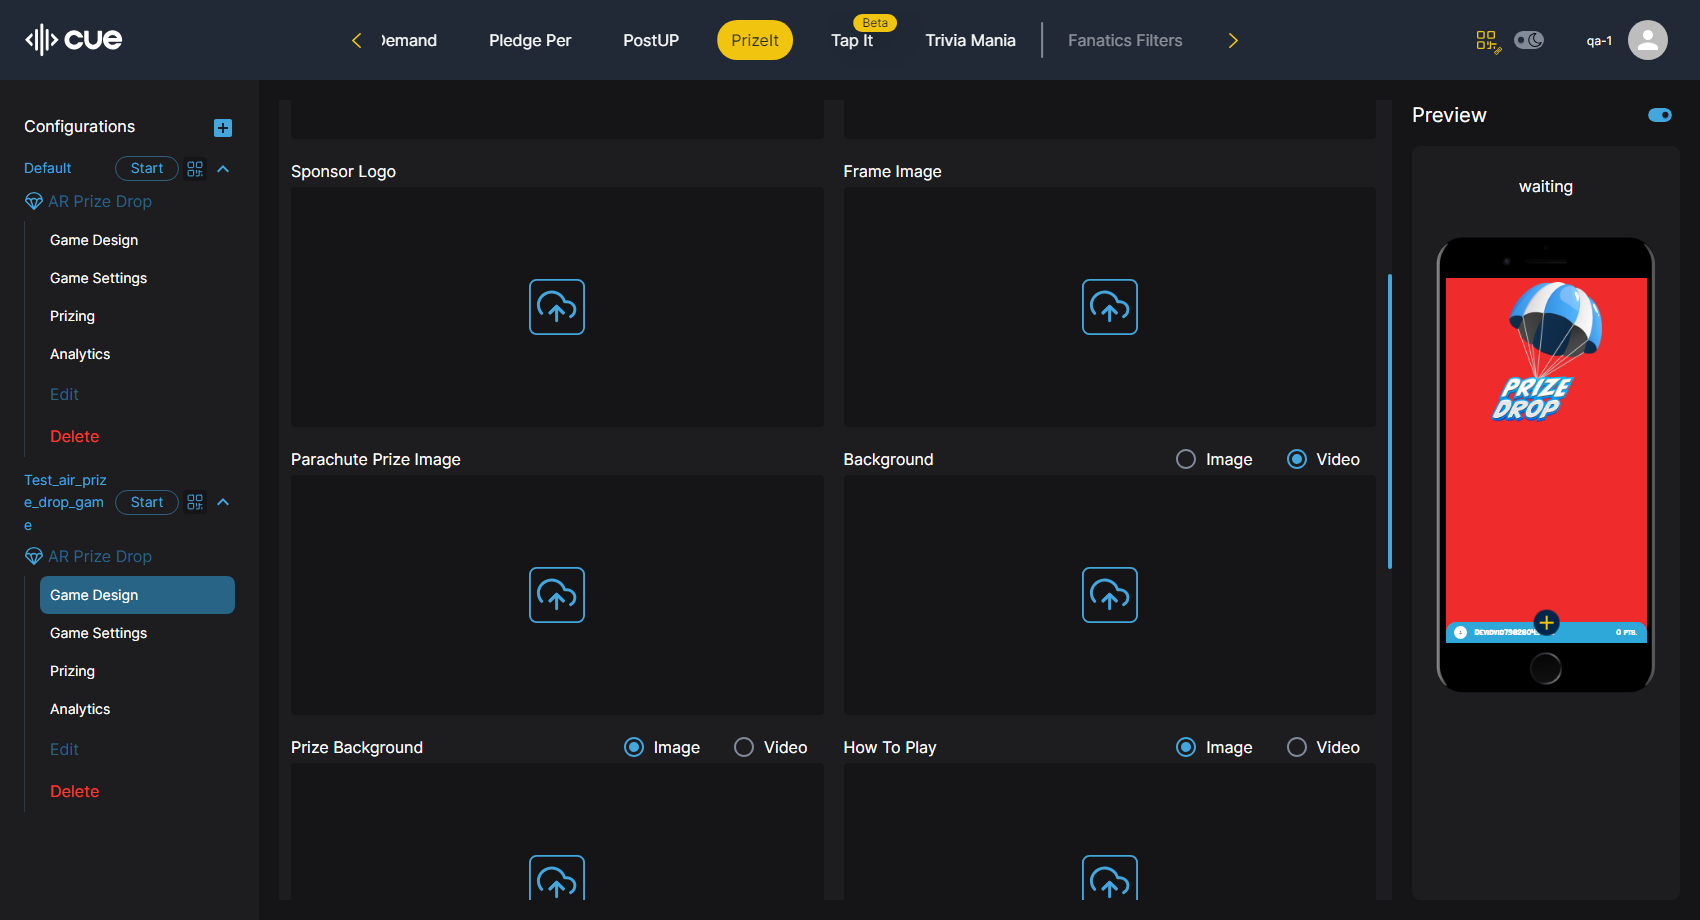 cue
Demand
Pledge Per
PostUP
PrizeIt
Beta
Tap It
Trivia Mania
Fanatics Filters
qa-1
Configurations
Default
Start
AR Prize Drop
Game Design
Game Settings
Prizing
Analytics
Edit
Delete
Test_air_priz
e_drop_gam
e
Start
AR Prize Drop
Game Design
Game Settings
Prizing
Analytics
Edit
Delete
Sponsor Logo
Frame Image
Parachute Prize Image
Background
Image
Video
Prize Background
Image
Video
How To Play
Image
Video
Preview
waiting
PRIZE
DROP
0 PTS.